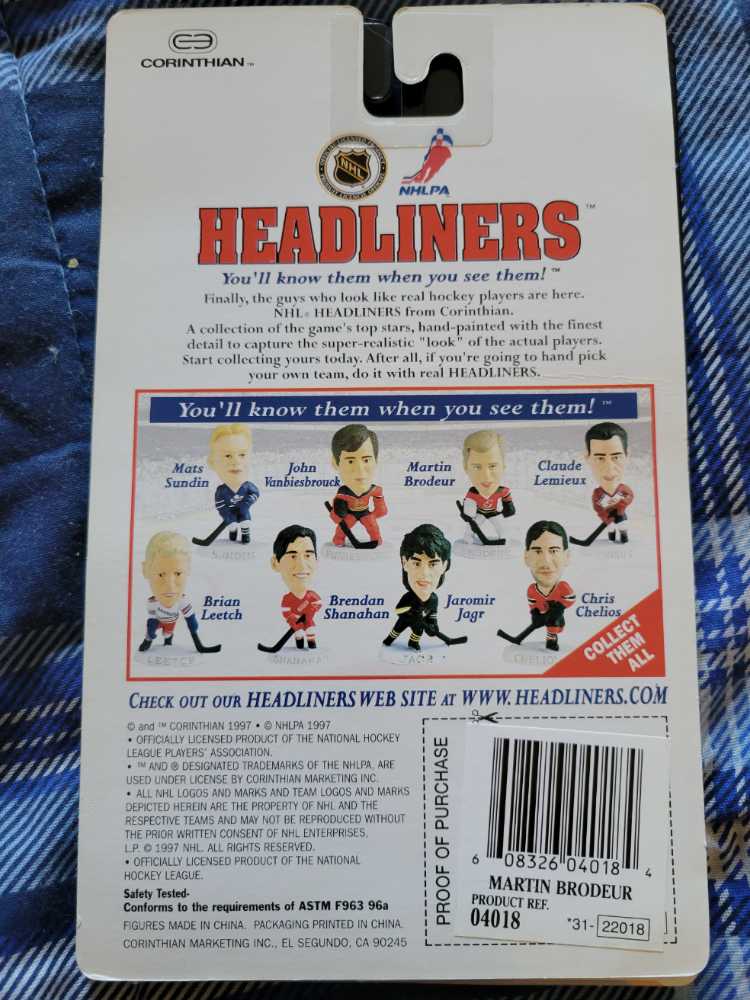 CORINTHIAN™
NHL
NHLPA
HEADLINERS™
You'll know them when you see them! ™
Finally, the guys who look like real hockey players are here.
NHL® HEADLINERS from Corinthian.
A collection of the game's top stars, hand-painted with the finest
detail to capture the super-realistic "look" of the actual players.
Start collecting yours today. After all, if you're going to hand pick
your own team, do it with real HEADLINERS.
You'll know them when you see them! ™
Mats
Sundin
John
Vanbiesbrouck
Martin
Brodeur
Claude
Lemieux
Brian
Leetch
Brendan
Shanahan
Jaromir
Jagr
Chris
Chelios
LEETCH
COLLECT
THEM
ALL
CHECK OUT OUR HEADLINERS WEB SITE AT WWW.HEADLINERS.COM
© and ™ CORINTHIAN 1997 • © NHLPA 1997
• OFFICIALLY LICENSED PRODUCT OF THE NATIONAL HOCKEY
LEAGUE PLAYERS' ASSOCIATION.
• ™ AND ® DESIGNATED TRADEMARKS OF THE NHLPA, ARE
USED UNDER LICENSE BY CORINTHIAN MARKETING INC.
• ALL NHL LOGOS AND MARKS AND TEAM LOGOS AND MARKS
DEPICTED HEREIN ARE THE PROPERTY OF NHL AND THE
RESPECTIVE TEAMS AND MAY NOT BE REPRODUCED WITHOUT
THE PRIOR WRITTEN CONSENT OF NHL ENTERPRISES,
L.P. © 1997 NHL. ALL RIGHTS RESERVED.
• OFFICIALLY LICENSED PRODUCT OF THE NATIONAL
HOCKEY LEAGUE.
Safety Tested-
Conforms to the requirements of ASTM F963 96a
FIGURES MADE IN CHINA. PACKAGING PRINTED IN CHINA.
CORINTHIAN MARKETING INC., EL SEGUNDO, CA 90245
PROOF OF PURCHASE
6 08326 04018 4
MARTIN BRODEUR
PRODUCT REF.
04018
*31- 22018